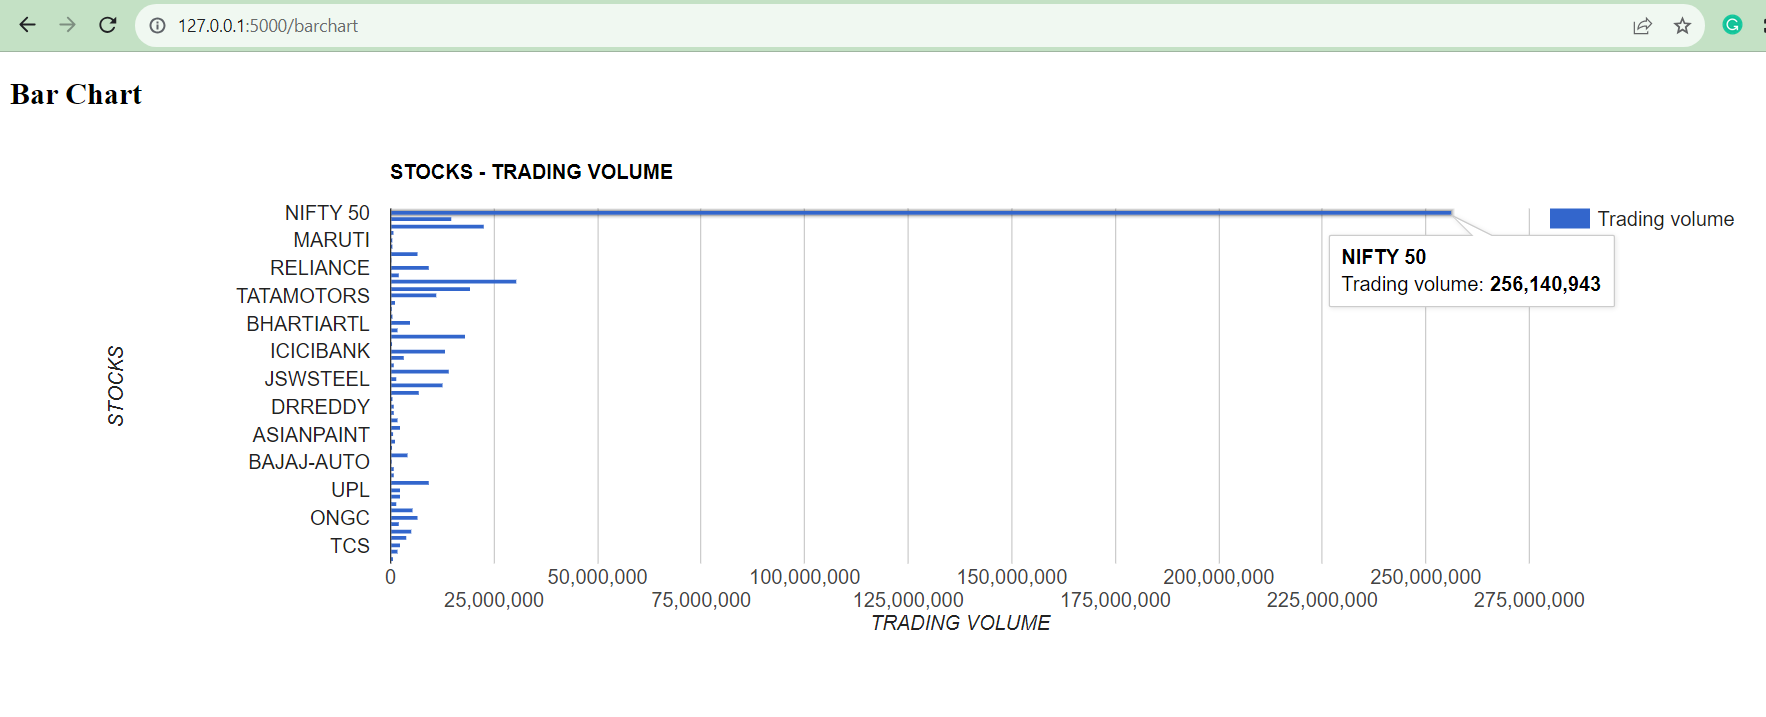 127.0.0.1:5000/barchart
Bar Chart
STOCKS - TRADING VOLUME
NIFTY 50
MARUTI
RELIANCE
TATAMOTORS
BHARTIARTL
ICICIBANK
JSWSTEEL
DRREDDY
ASIANPAINT
BAJAJ-AUTO
UPL
ONGC
TCS
STOCKS
Trading volume
NIFTY 50
Trading volume: 256,140,943
0 50,000,000 100,000,000 150,000,000 200,000,000 250,000,000
25,000,000 75,000,000 125,000,000 175,000,000 225,000,000 275,000,000
TRADING VOLUME